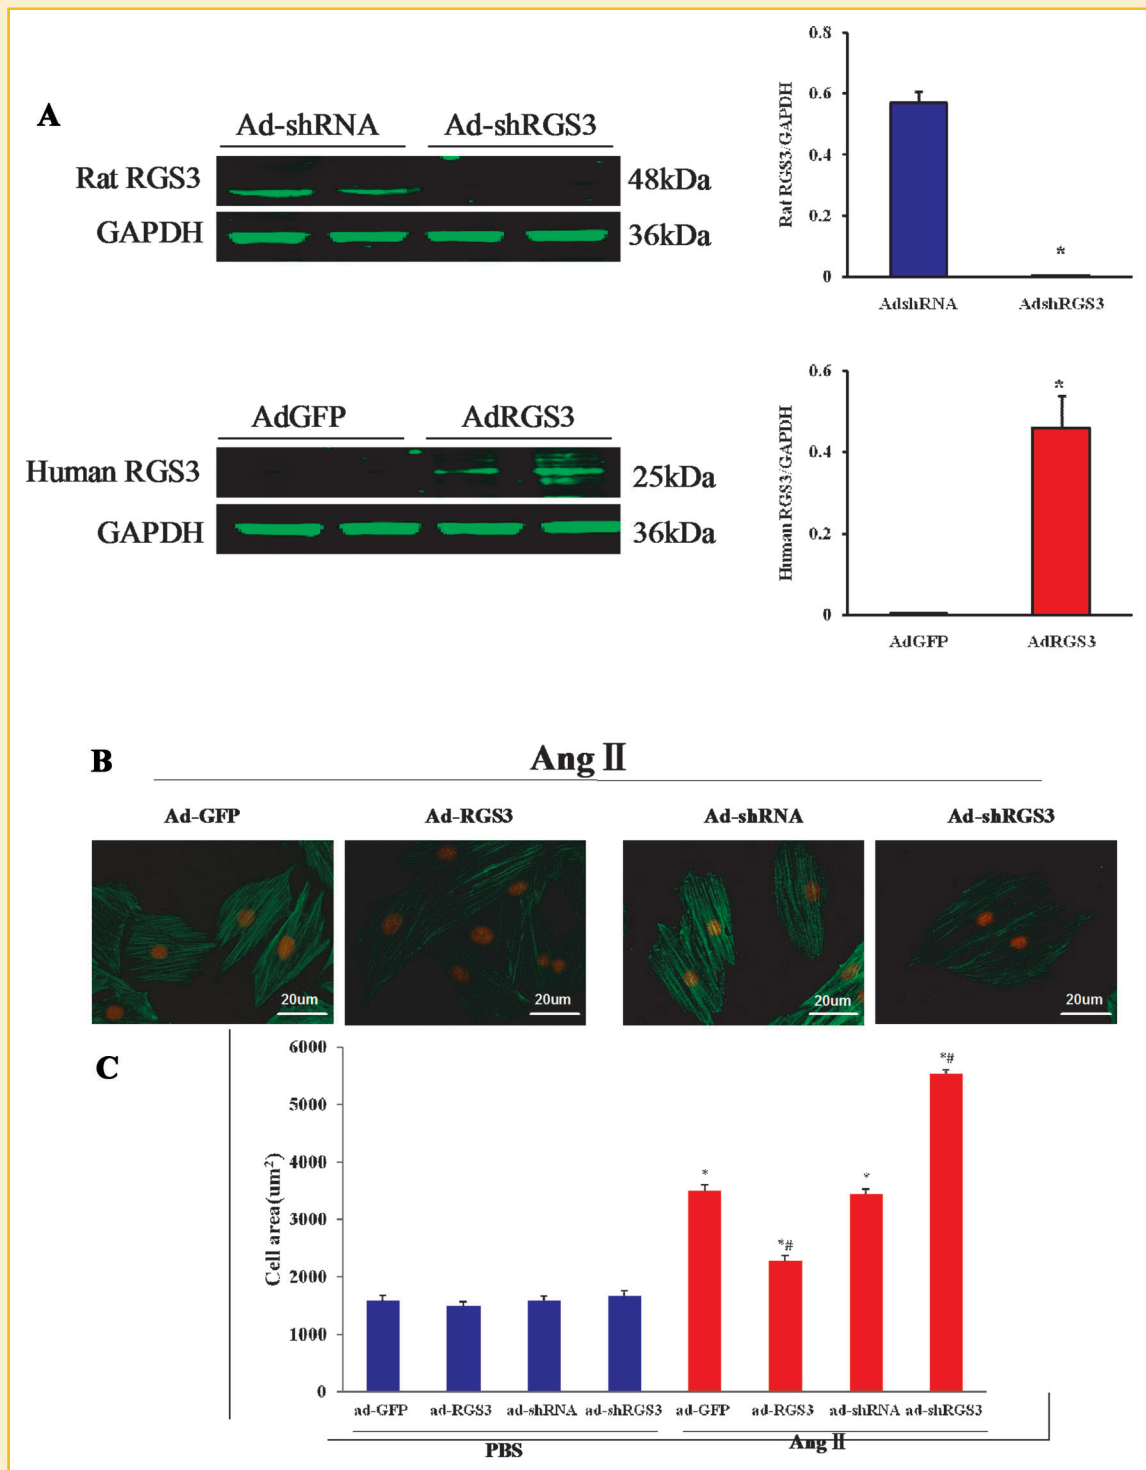 A
Ad-shRNA Ad-shRGS3
Rat RGS3 48kDa
GAPDH 36kDa
0.8
0.6
0.4
0.2
0
Rat RGS3/GAPDH
*
AdshRNA AdshRGS3
AdGFP AdRGS3
Human RGS3 25kDa
GAPDH 36kDa
0.6
0.4
0.2
0
Human RGS3/GAPDH
*
AdGFP AdRGS3
B
Ang Ⅱ
Ad-GFP Ad-RGS3 Ad-shRNA Ad-shRGS3
20um 20um 20um 20um
C
6000
5000
4000
3000
2000
1000
0
Cell area(um²)
* *# * *#
ad-GFP ad-RGS3 ad-shRNA ad-shRGS3 ad-GFP ad-RGS3 ad-shRNA ad-shRGS3
PBS Ang Ⅱ